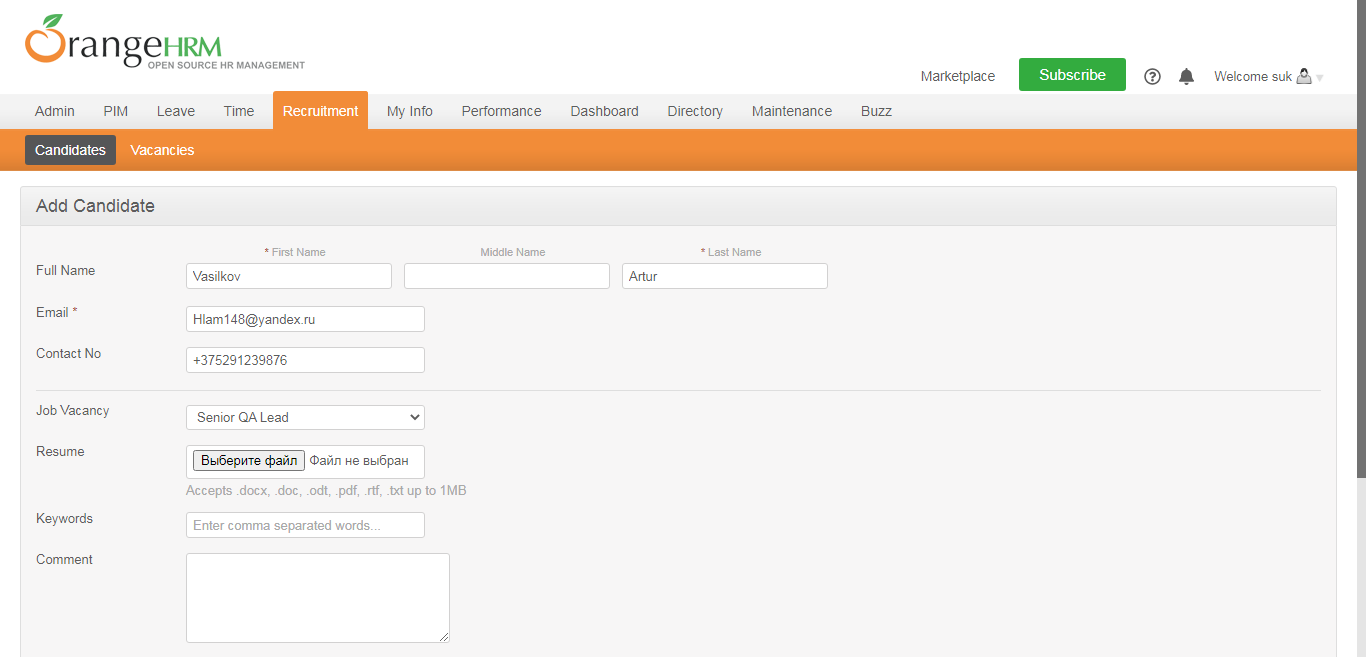 OrangeHRM
OPEN SOURCE HR MANAGEMENT
Marketplace Subscribe Welcome suk
Admin PIM Leave Time Recruitment My Info Performance Dashboard Directory Maintenance Buzz
Candidates Vacancies
Add Candidate
* First Name Middle Name * Last Name
Full Name Vasilkov Artur
Email * Hlam148@yandex.ru
Contact No +375291239876
Job Vacancy Senior QA Lead
Resume Выберите файл Файл не выбран
Accepts .docx, .doc, .odt, .pdf, .rtf, .txt up to 1MB
Keywords Enter comma separated words...
Comment